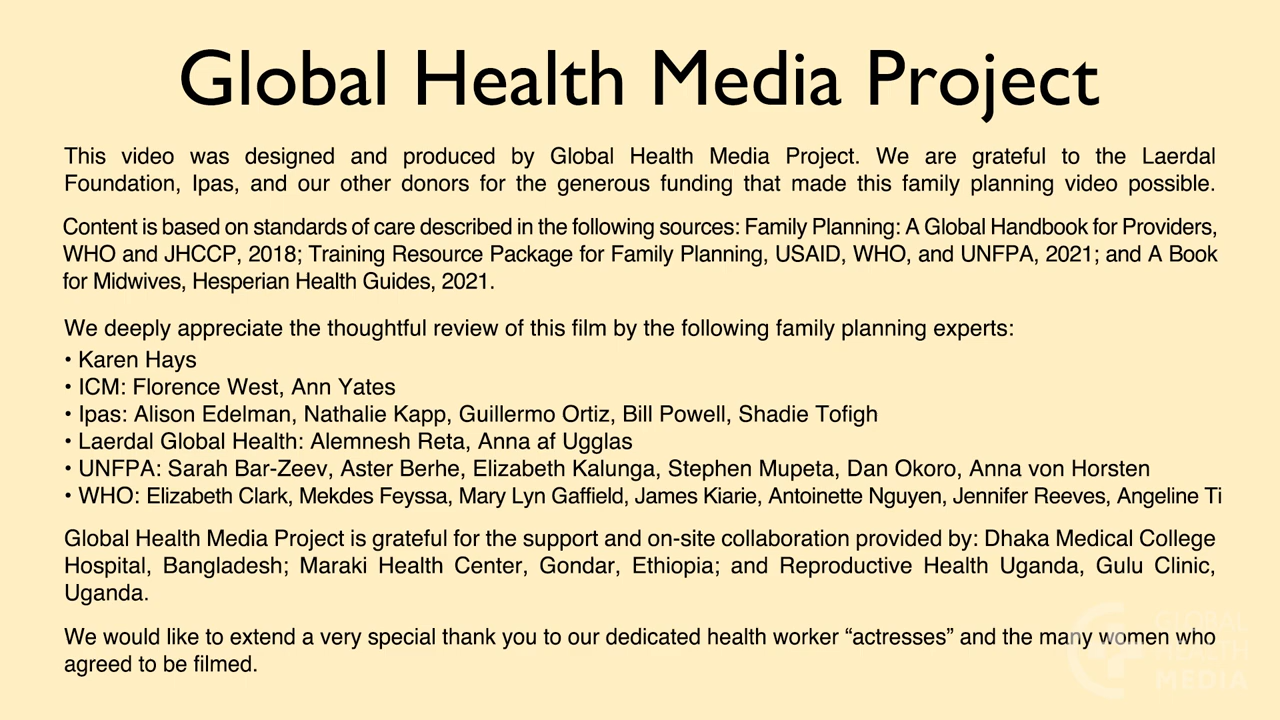 Global Health Media Project
This video was designed and produced by Global Health Media Project. We are grateful to the Laerdal
Foundation, Ipas, and our other donors for the generous funding that made this family planning video possible.
Content is based on standards of care described in the following sources: Family Planning: A Global Handbook for Providers,
WHO and JHCCP, 2018; Training Resource Package for Family Planning, USAID, WHO, and UNFPA, 2021; and A Book
for Midwives, Hesperian Health Guides, 2021.
We deeply appreciate the thoughtful review of this film by the following family planning experts:
• Karen Hays
• ICM: Florence West, Ann Yates
• Ipas: Alison Edelman, Nathalie Kapp, Guillermo Ortiz, Bill Powell, Shadie Tofigh
• Laerdal Global Health: Alemnesh Reta, Anna af Ugglas
• UNFPA: Sarah Bar-Zeev, Aster Berhe, Elizabeth Kalunga, Stephen Mupeta, Dan Okoro, Anna von Horsten
• WHO: Elizabeth Clark, Mekdes Feyssa, Mary Lyn Gaffield, James Kiarie, Antoinette Nguyen, Jennifer Reeves, Angeline Ti
Global Health Media Project is grateful for the support and on-site collaboration provided by: Dhaka Medical College
Hospital, Bangladesh; Maraki Health Center, Gondar, Ethiopia; and Reproductive Health Uganda, Gulu Clinic,
Uganda.
We would like to extend a very special thank you to our dedicated health worker “actresses” and the many women who
agreed to be filmed.
GLOBAL
HEALTH
MEDIA